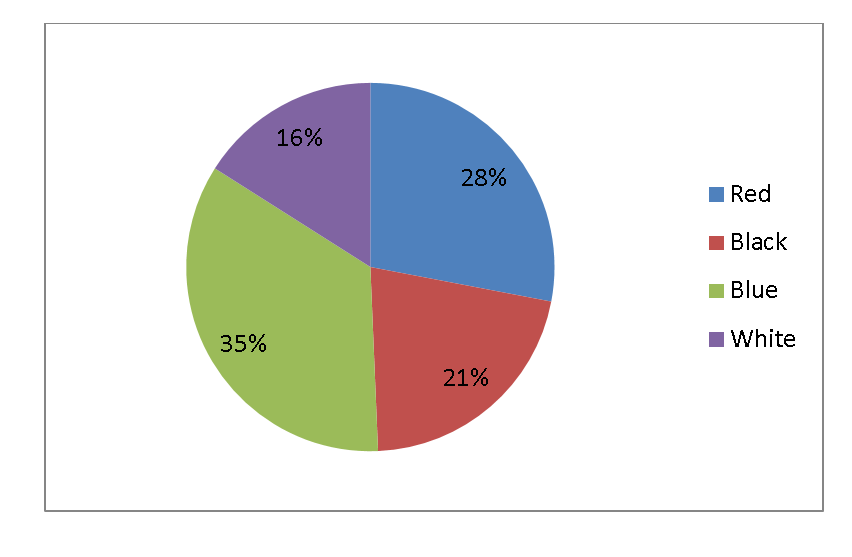 16%
28%
35%
21%
Red
Black
Blue
White